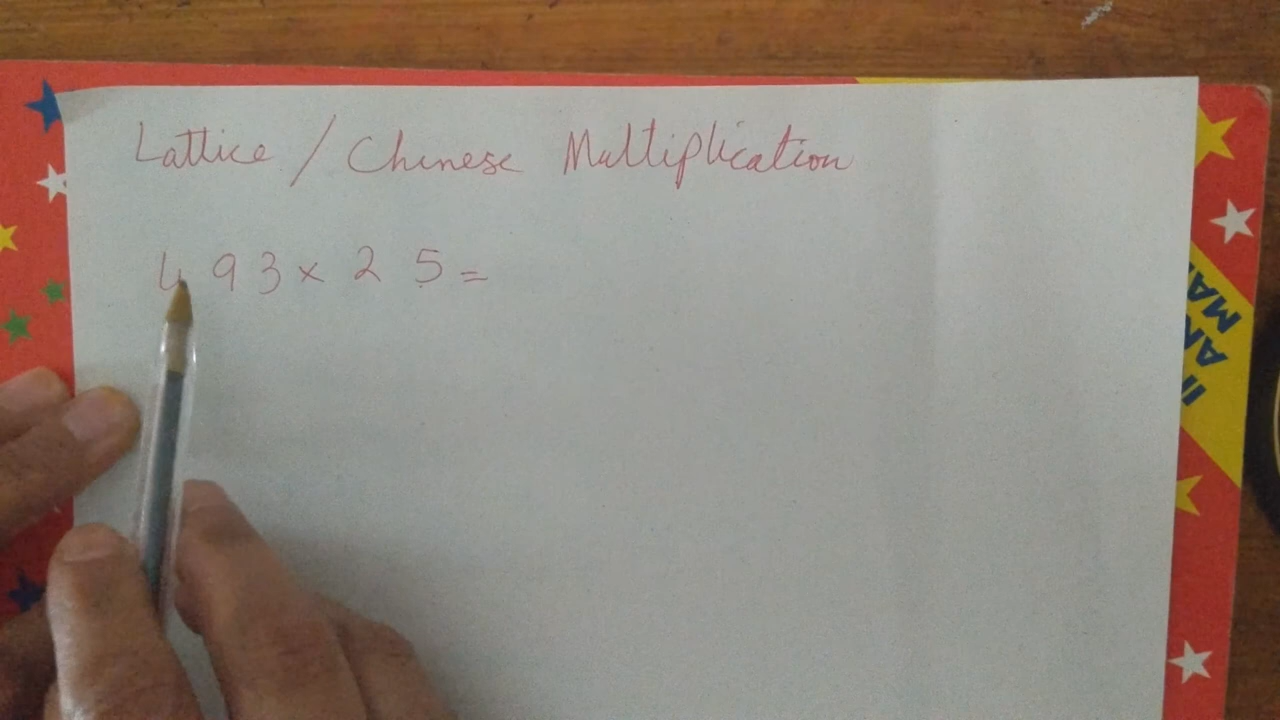 Lattice / Chinese Multiplication
493 x 25 =